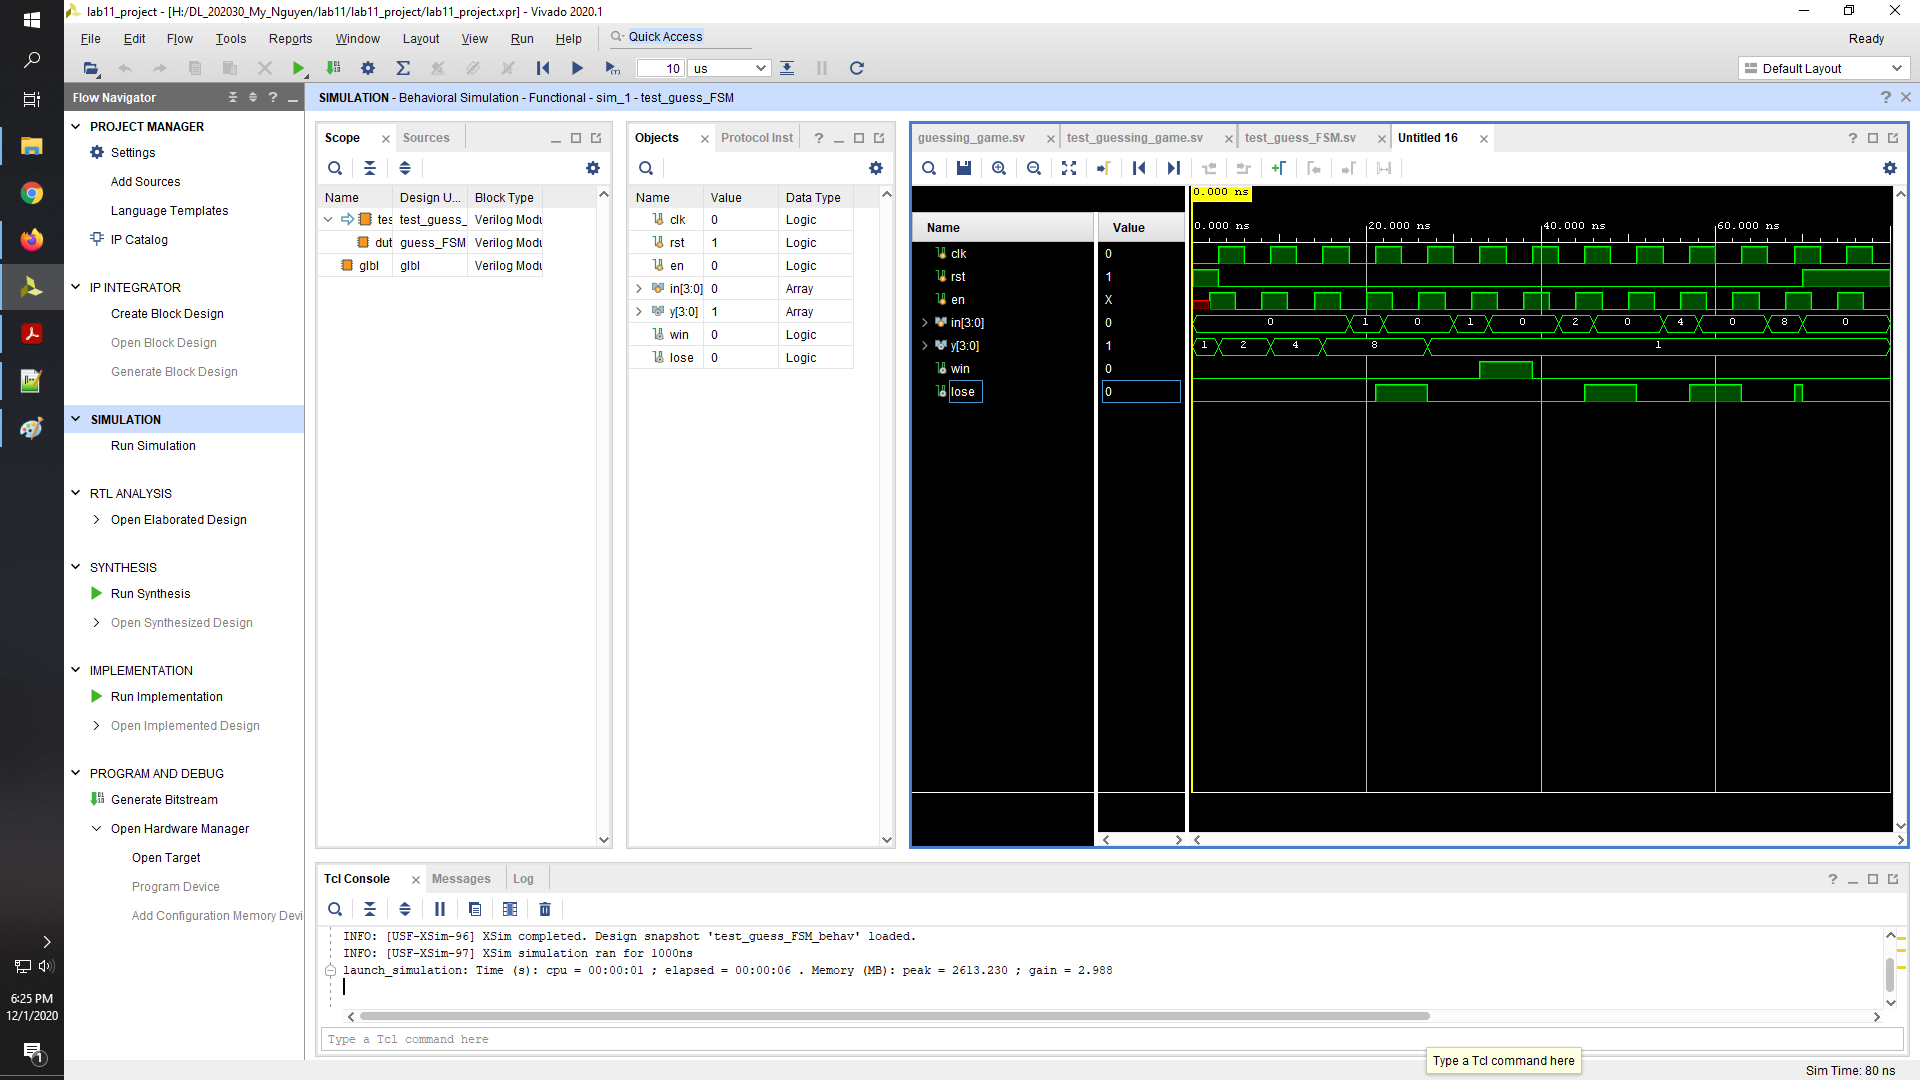 lab11_project - [H:/DL_202030_My_Nguyen/lab11/lab11_project/lab11_project.xpr] - Vivado 2020.1
File Edit Flow Tools Reports Window Layout View Run Help Quick Access Ready
10 us Default Layout
Flow Navigator
SIMULATION - Behavioral Simulation - Functional - sim_1 - test_guess_FSM
PROJECT MANAGER
Settings
Add Sources
Language Templates
IP Catalog
IP INTEGRATOR
Create Block Design
Open Block Design
Generate Block Design
SIMULATION
Run Simulation
RTL ANALYSIS
Open Elaborated Design
SYNTHESIS
Run Synthesis
Open Synthesized Design
IMPLEMENTATION
Run Implementation
Open Implemented Design
PROGRAM AND DEBUG
Generate Bitstream
Open Hardware Manager
Open Target
Program Device
Add Configuration Memory Devi
Scope Sources
Name Design U... Block Type
tes test_guess_ Verilog Modu
dut guess_FSM Verilog Modu
glbl glbl Verilog Modu
Objects Protocol Inst
Name Value Data Type
clk 0 Logic
rst 1 Logic
en 0 Logic
in[3:0] 0 Array
y[3:0] 1 Array
win 0 Logic
lose 0 Logic
guessing_game.sv test_guessing_game.sv test_guess_FSM.sv Untitled 16
0.000 ns
Name Value 0.000 ns 20.000 ns 40.000 ns 60.000 ns
clk 0
rst 1
en X
in[3:0] 0 0 1 0 1 0 2 0 4 0 8 0
y[3:0] 1 1 2 4 8 1
win 0
lose 0
Tcl Console Messages Log
INFO: [USF-XSim-96] XSim completed. Design snapshot 'test_guess_FSM_behav' loaded.
INFO: [USF-XSim-97] XSim simulation ran for 1000ns
launch_simulation: Time (s): cpu = 00:00:01 ; elapsed = 00:00:06 . Memory (MB): peak = 2613.230 ; gain = 2.988
Type a Tcl command here
Type a Tcl command here
Sim Time: 80 ns
6:25 PM
12/1/2020
1